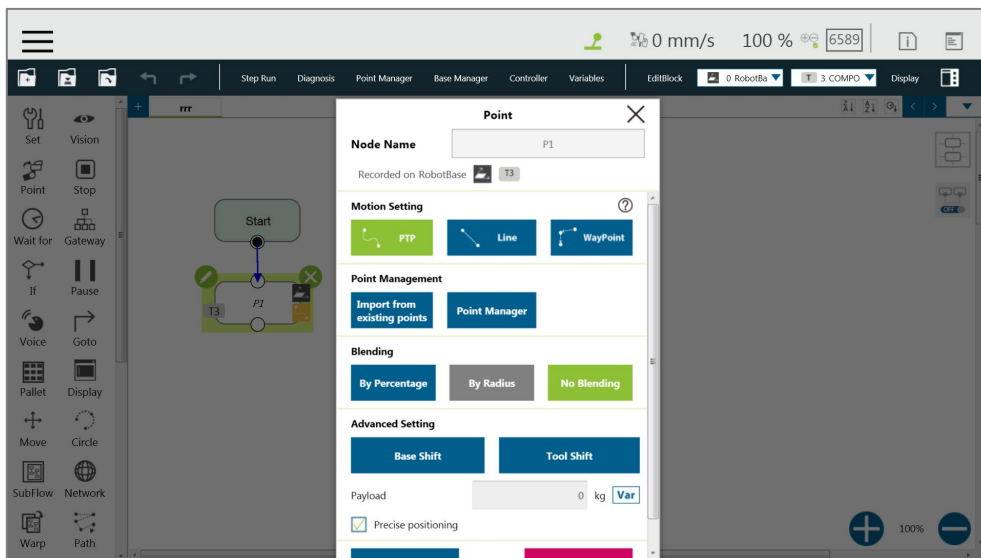 0 mm/s 100 % 6589
Step Run Diagnosis Point Manager Base Manager Controller Variables EditBlock 0 RobotBa T 3 COMPO Display
rrr
Set Vision
Point Stop
Wait for Gateway
If Pause
Voice Goto
Pallet Display
Move Circle
SubFlow Network
Warp Path
Start
P1
T3
Point
Node Name P1
Recorded on RobotBase T3
Motion Setting
PTP Line WayPoint
Point Management
Import from
existing points
Point Manager
Blending
By Percentage By Radius No Blending
Advanced Setting
Base Shift Tool Shift
Payload 0 kg Var
Precise positioning
OFF
100%